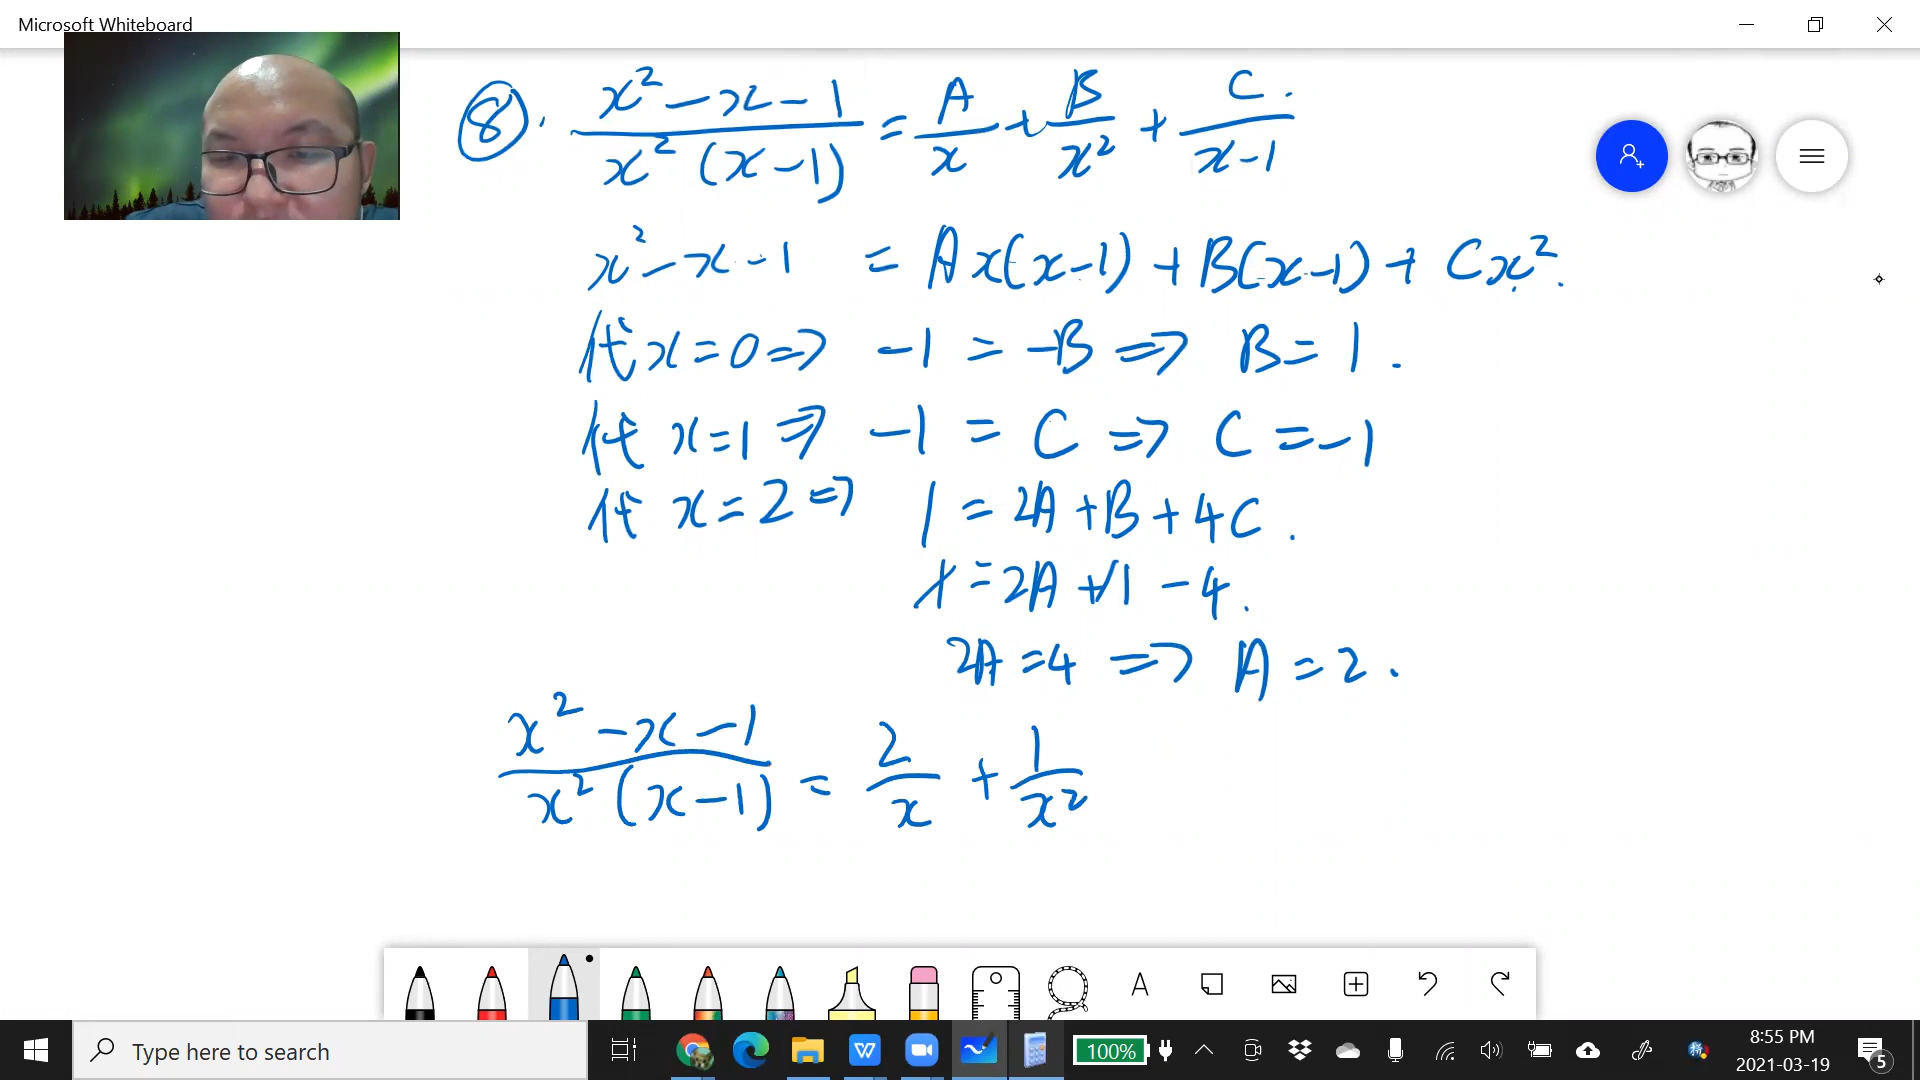 Microsoft Whiteboard
⑧. (x² - x - 1)/(x² (x-1)) = A/x + B/x² + C/(x-1).
x² - x - 1 = Ax(x-1) + B(x-1) + Cx².
代 x = 0 ⇒ -1 = -B ⇒ B = 1.
代 x = 1 ⇒ -1 = C ⇒ C = -1
代 x = 2 ⇒ 1 = 2A + B + 4C.
1 = 2A + 1 - 4.
2A = 4 ⇒ A = 2.
(x² - x - 1)/(x² (x-1)) = 2/x + 1/x²
A
Type here to search
W
100%
8:55 PM
2021-03-19
5